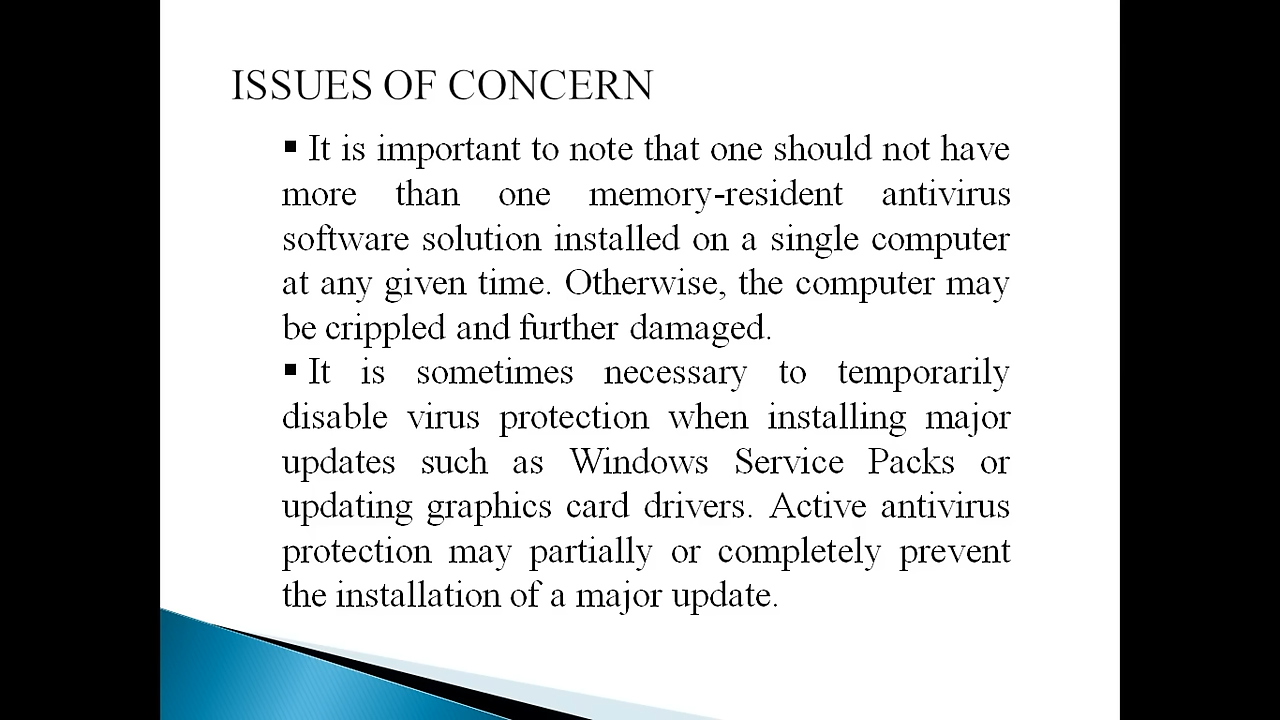 ISSUES OF CONCERN
▪ It is important to note that one should not have
more than one memory-resident antivirus
software solution installed on a single computer
at any given time. Otherwise, the computer may
be crippled and further damaged.
▪ It is sometimes necessary to temporarily
disable virus protection when installing major
updates such as Windows Service Packs or
updating graphics card drivers. Active antivirus
protection may partially or completely prevent
the installation of a major update.